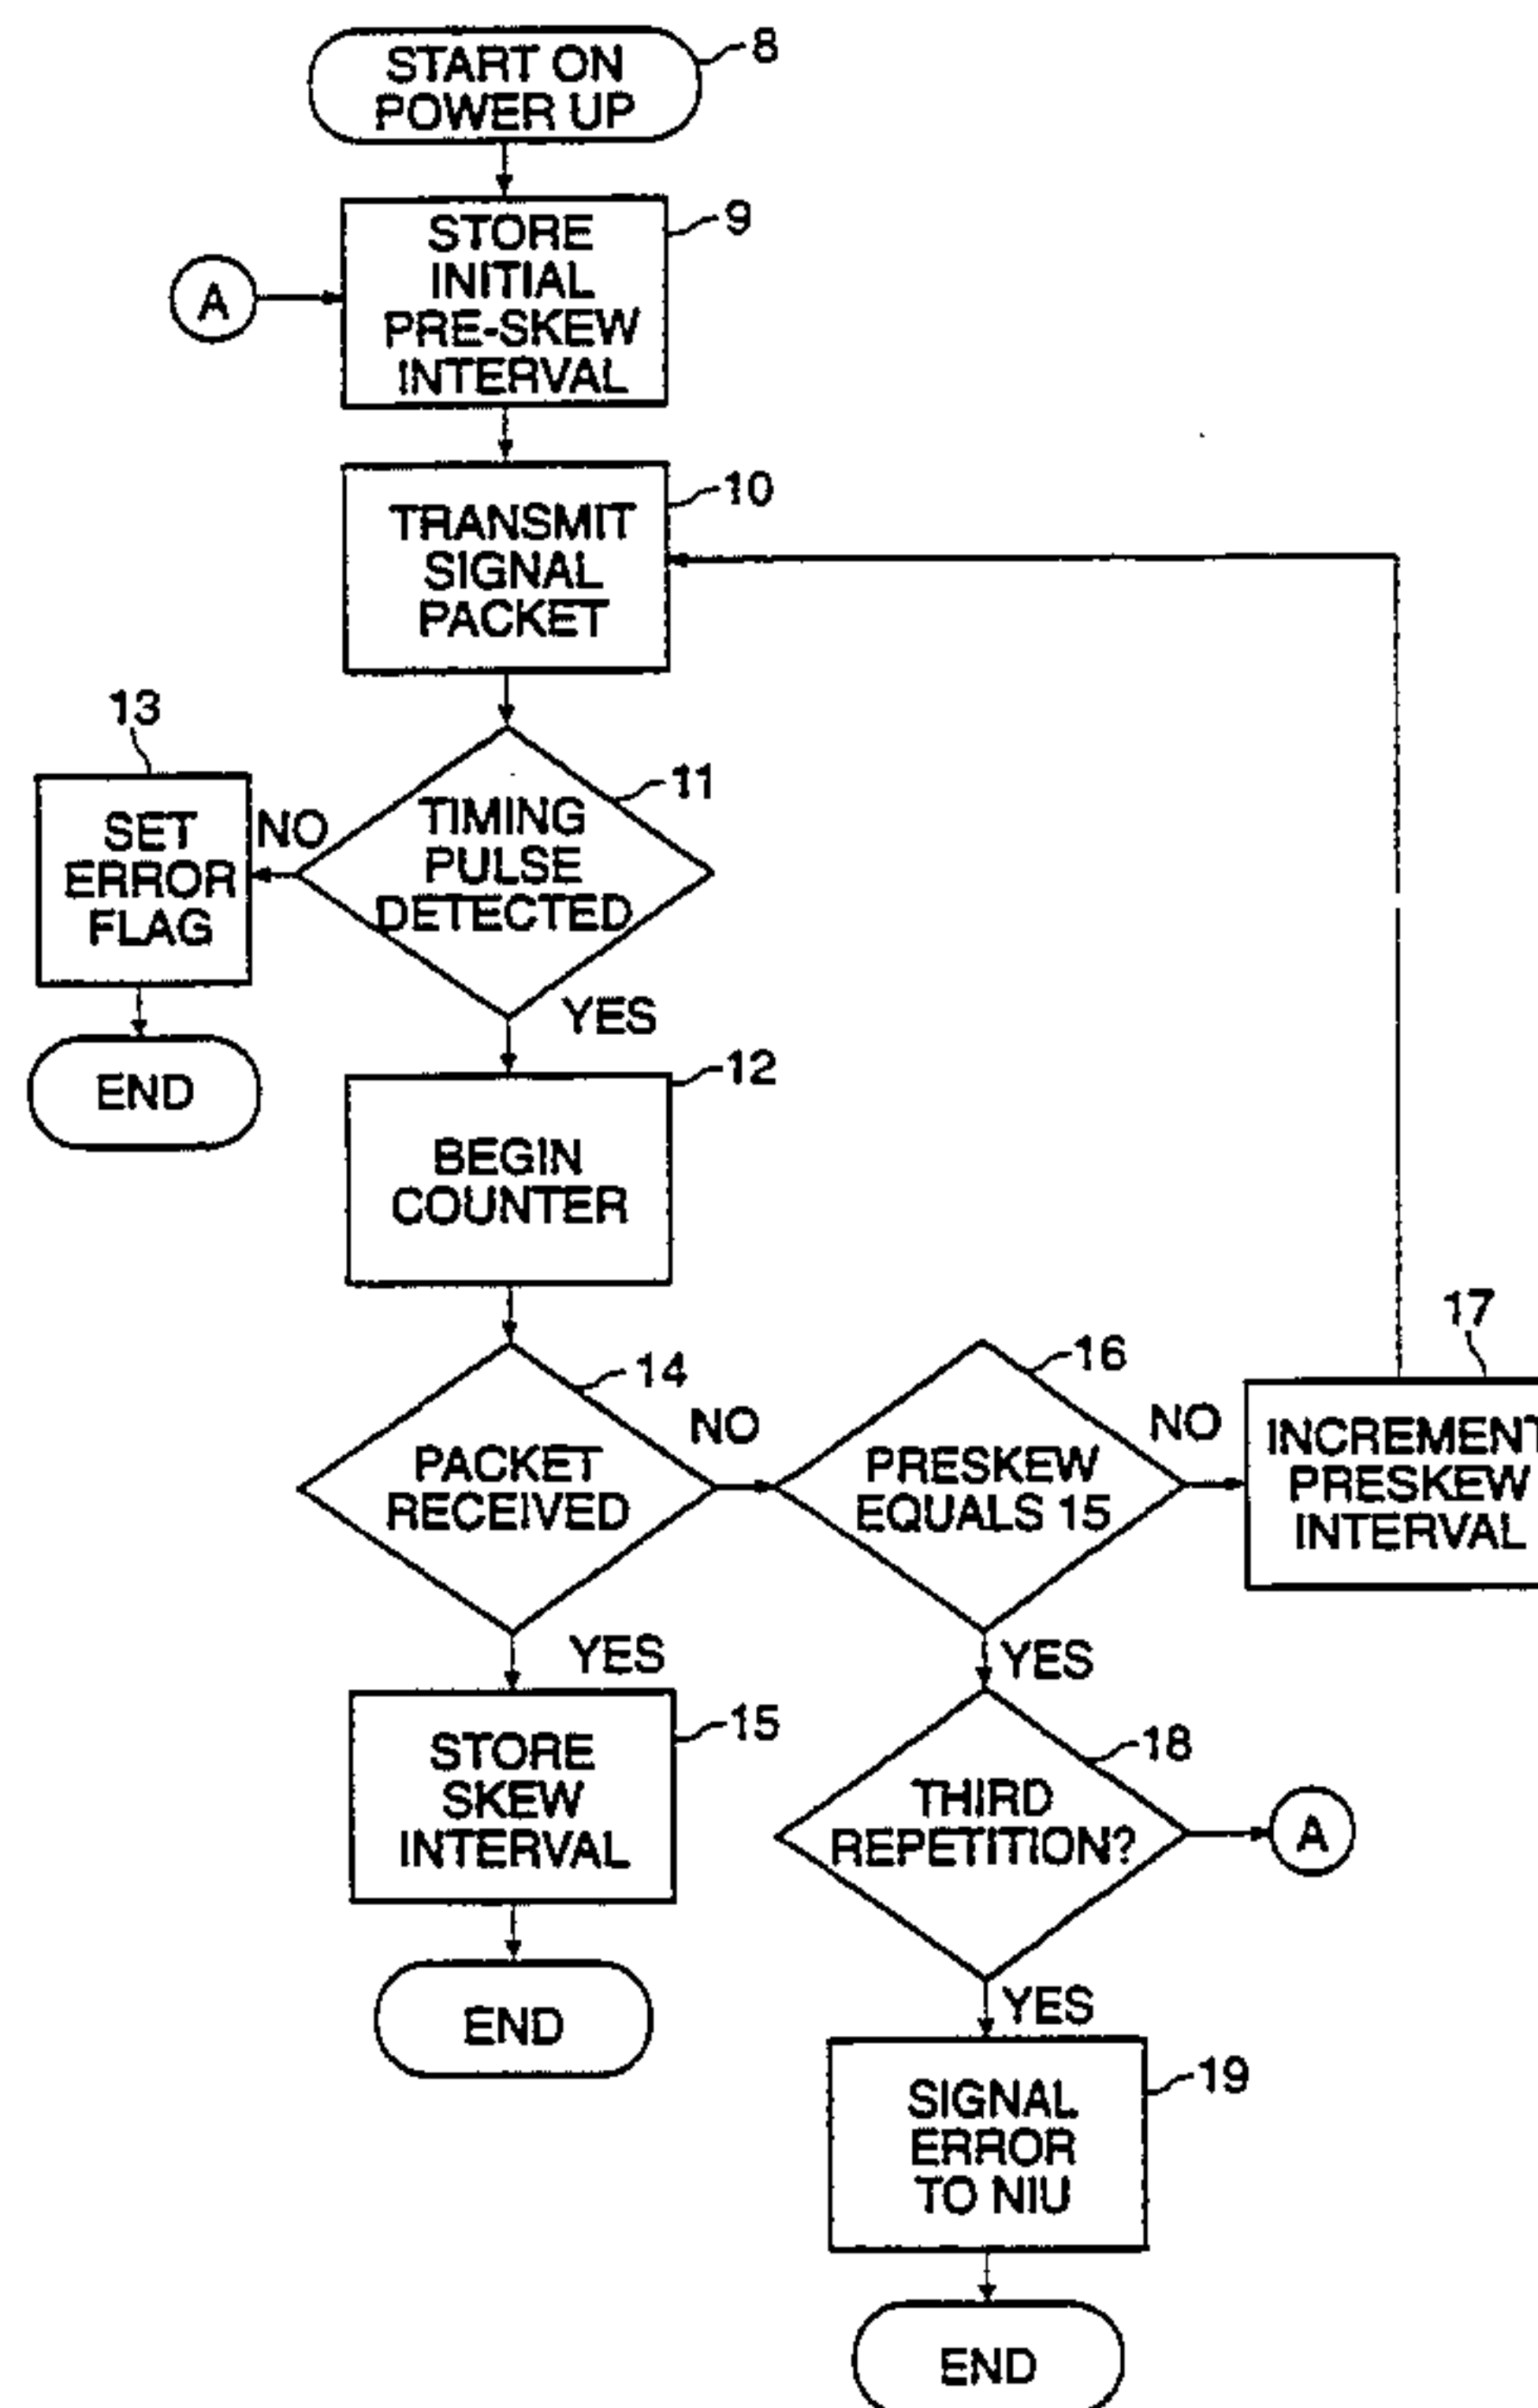 START ON
POWER UP
8
STORE
INITIAL
PRE-SKEW
INTERVAL
9
A
TRANSMIT
SIGNAL
PACKET
10
TIMING
PULSE
DETECTED
11
NO
13
SET
ERROR
FLAG
END
YES
BEGIN
COUNTER
12
PACKET
RECEIVED
14
NO
PRESKEW
EQUALS 15
16
NO
INCREMENT
PRESKEW
INTERVAL
17
YES
STORE
SKEW
INTERVAL
15
END
YES
THIRD
REPETITION?
18
A
YES
SIGNAL
ERROR
TO NIU
19
END